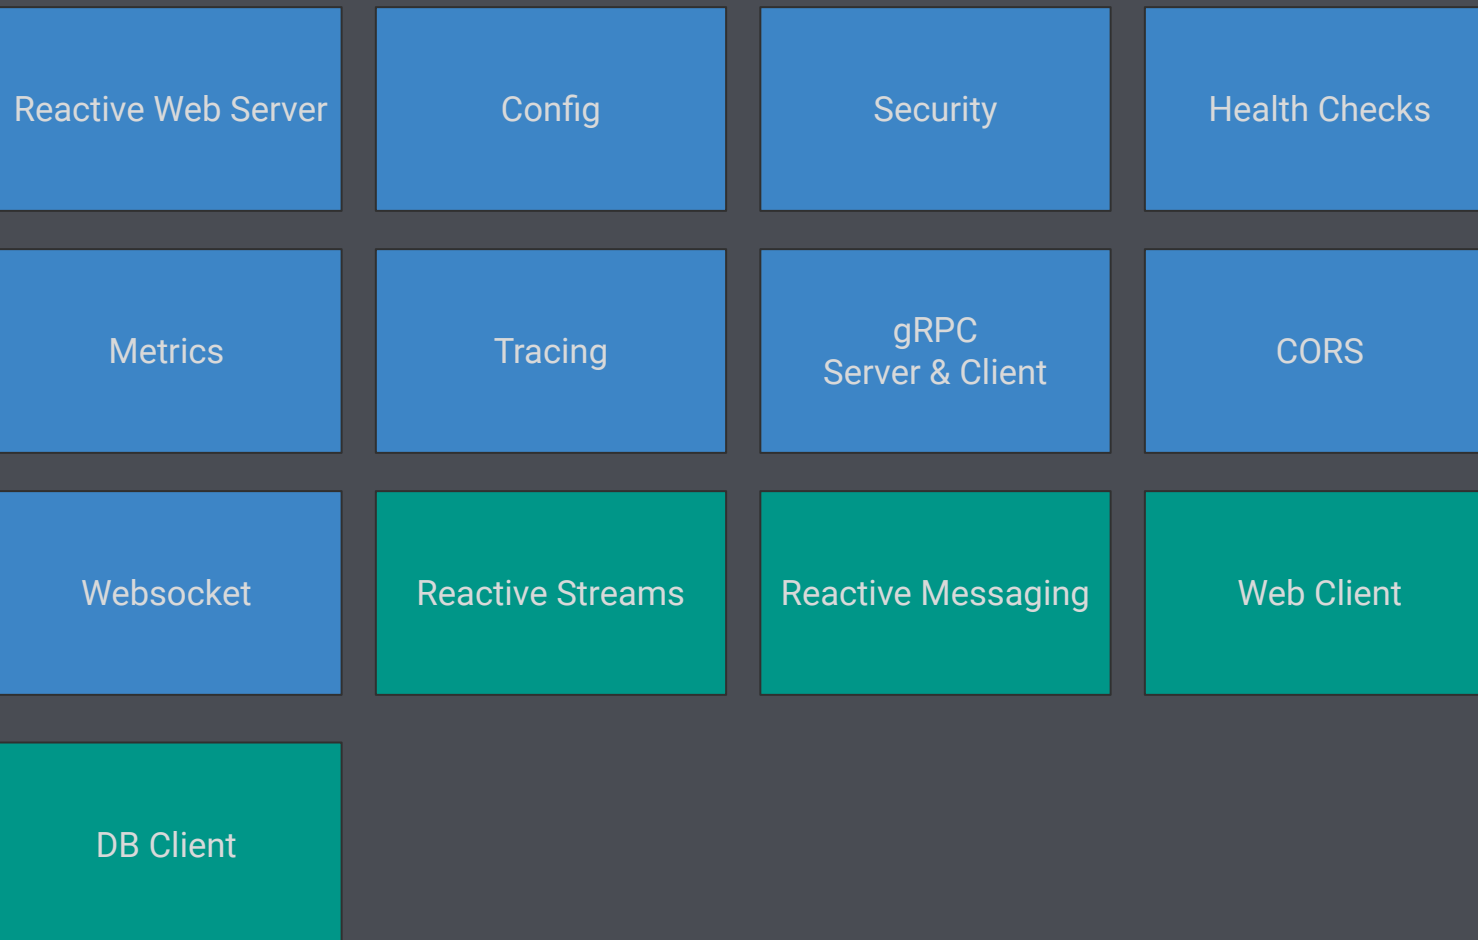 Reactive Web Server
Config
Security
Health Checks
Metrics
Tracing
gRPC
Server & Client
CORS
Websocket
Reactive Streams
Reactive Messaging
Web Client
DB Client